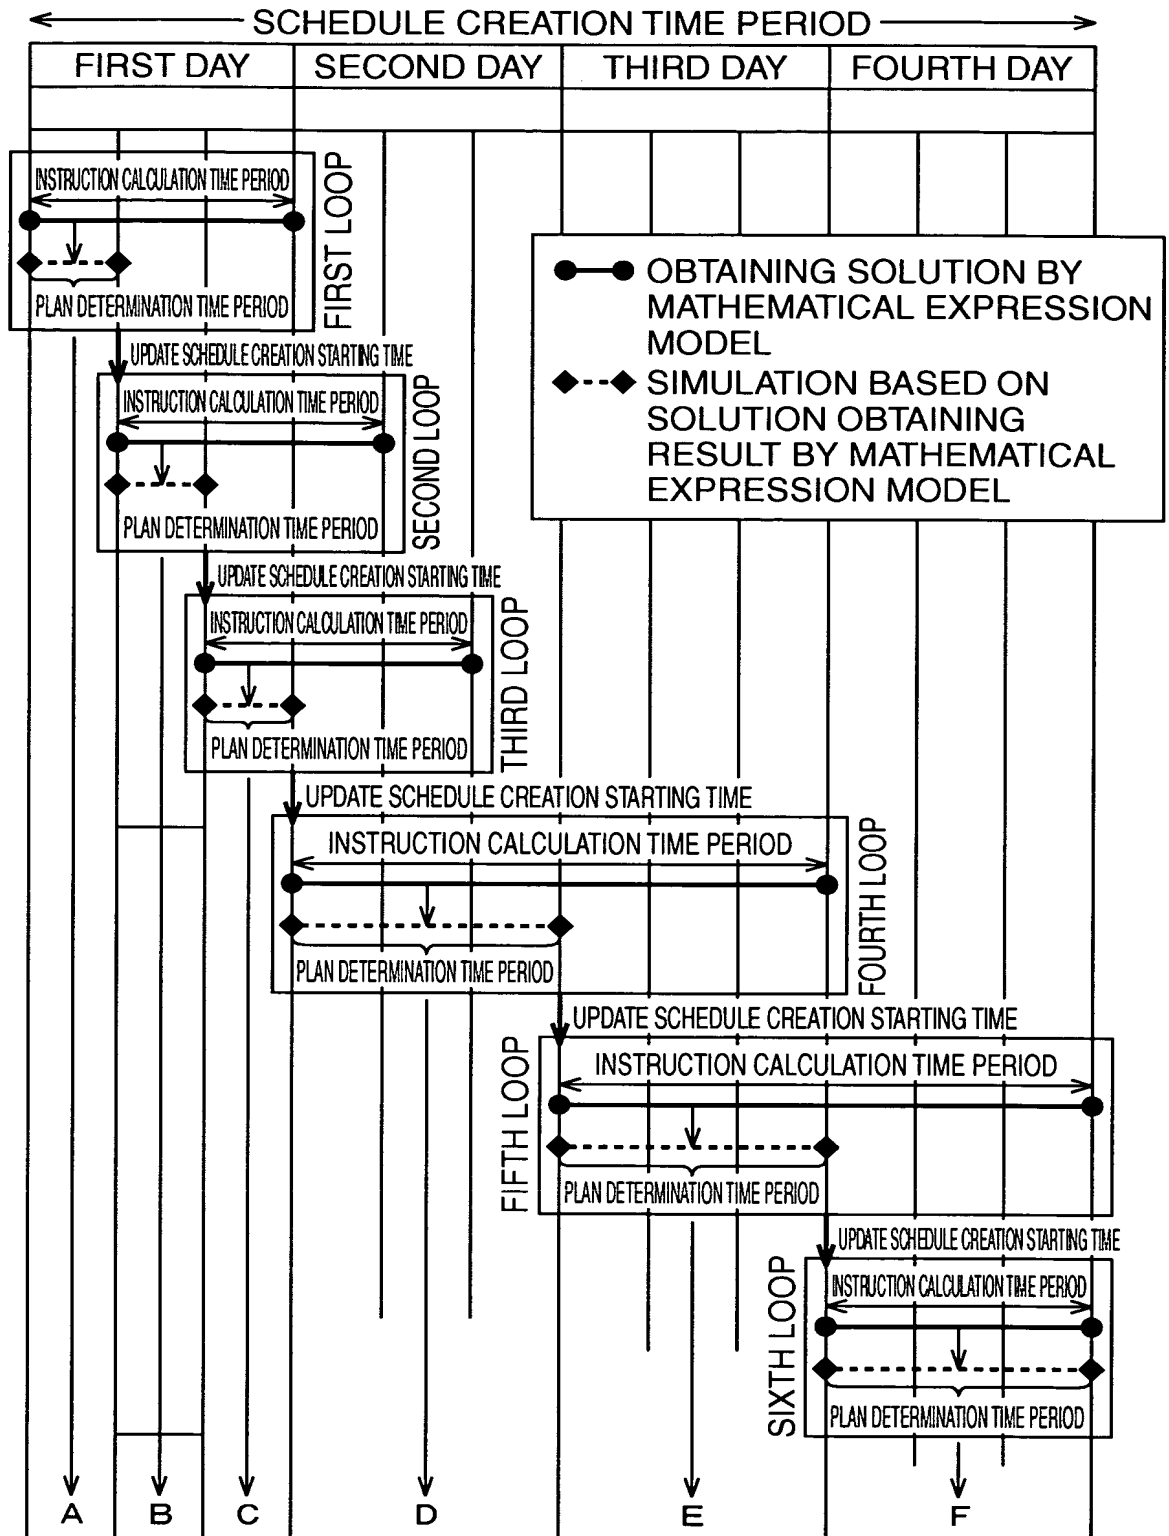 SCHEDULE CREATION TIME PERIOD
FIRST DAY
SECOND DAY
THIRD DAY
FOURTH DAY
INSTRUCTION CALCULATION TIME PERIOD
PLAN DETERMINATION TIME PERIOD
FIRST LOOP
OBTAINING SOLUTION BY
MATHEMATICAL EXPRESSION
MODEL
SIMULATION BASED ON
SOLUTION OBTAINING
RESULT BY MATHEMATICAL
EXPRESSION MODEL
UPDATE SCHEDULE CREATION STARTING TIME
INSTRUCTION CALCULATION TIME PERIOD
PLAN DETERMINATION TIME PERIOD
SECOND LOOP
UPDATE SCHEDULE CREATION STARTING TIME
INSTRUCTION CALCULATION TIME PERIOD
PLAN DETERMINATION TIME PERIOD
THIRD LOOP
UPDATE SCHEDULE CREATION STARTING TIME
INSTRUCTION CALCULATION TIME PERIOD
PLAN DETERMINATION TIME PERIOD
FOURTH LOOP
UPDATE SCHEDULE CREATION STARTING TIME
INSTRUCTION CALCULATION TIME PERIOD
PLAN DETERMINATION TIME PERIOD
FIFTH LOOP
UPDATE SCHEDULE CREATION STARTING TIME
INSTRUCTION CALCULATION TIME PERIOD
PLAN DETERMINATION TIME PERIOD
SIXTH LOOP
A
B
C
D
E
F